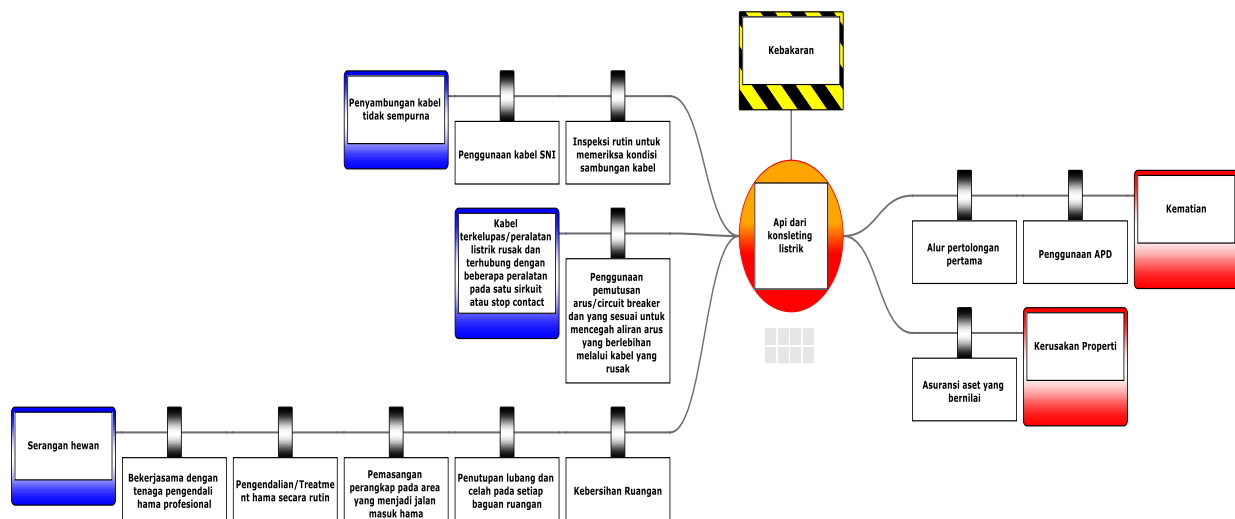 Kebakaran
Penyambungan kabel
tidak sempurna
Penggunaan kabel SNI
Inspeksi rutin untuk
memeriksa kondisi
sambungan kabel
Kabel
terkelupas/peralatan
listrik rusak dan
terhubung dengan
beberapa peralatan
pada satu sirkuit
atau stop contact
Penggunaan
pemutusan
arus/circuit breaker
dan yang sesuai untuk
mencegah aliran arus
yang berlebihan
melalui kabel yang
rusak
Serangan hewan
Bekerjasama dengan
tenaga pengendali
hama profesional
Pengendalian/Treatme
nt hama secara rutin
Pemasangan
perangkap pada area
yang menjadi jalan
masuk hama
Penutupan lubang dan
celah pada setiap
baguan ruangan
Kebersihan Ruangan
Api dari
konsleting
listrik
Alur pertolongan
pertama
Penggunaan APD
Kematian
Asuransi aset yang
bernilai
Kerusakan Properti